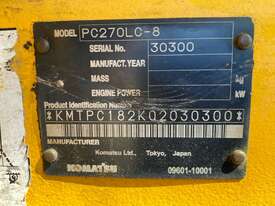 MODEL PC270LC-8
SERIAL No. 30300
MANUFACT. YEAR
MASS kg
ENGINE POWER kW
Product Identification Number
*KMTPC182KQ2030300*
MANUFACTURER
Komatsu Ltd., Tokyo, Japan
KOMATSU 09601-10001